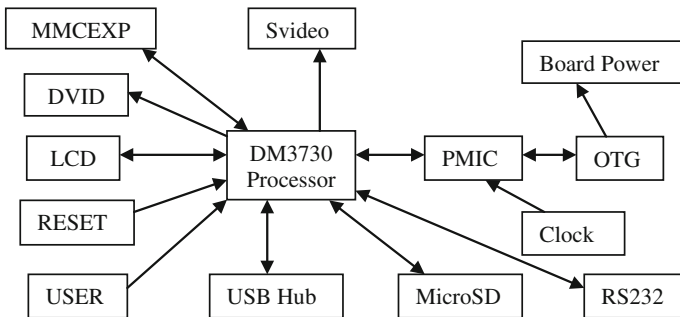 MMCEXP
Svideo
Board Power
DVID
LCD
DM3730
Processor
PMIC
OTG
RESET
Clock
USER
USB Hub
MicroSD
RS232